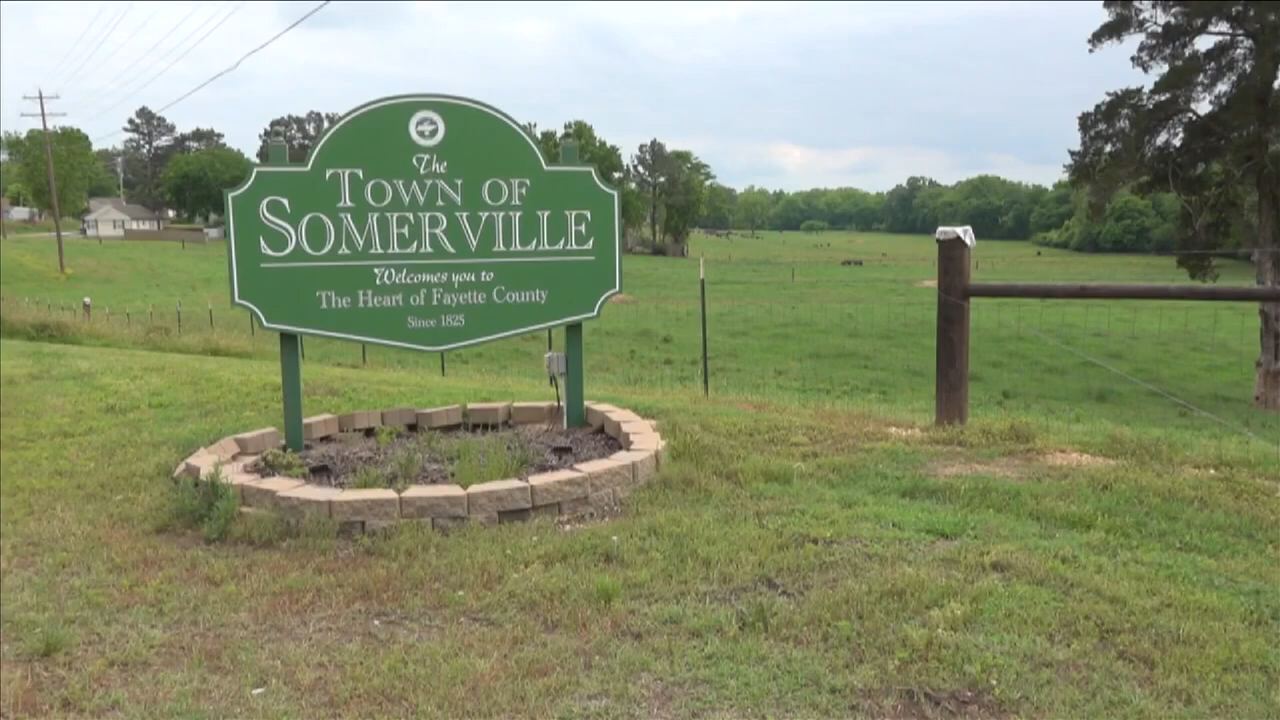 The
TOWN OF
SOMERVILLE
Welcomes you to
The Heart of Fayette County
Since 1825